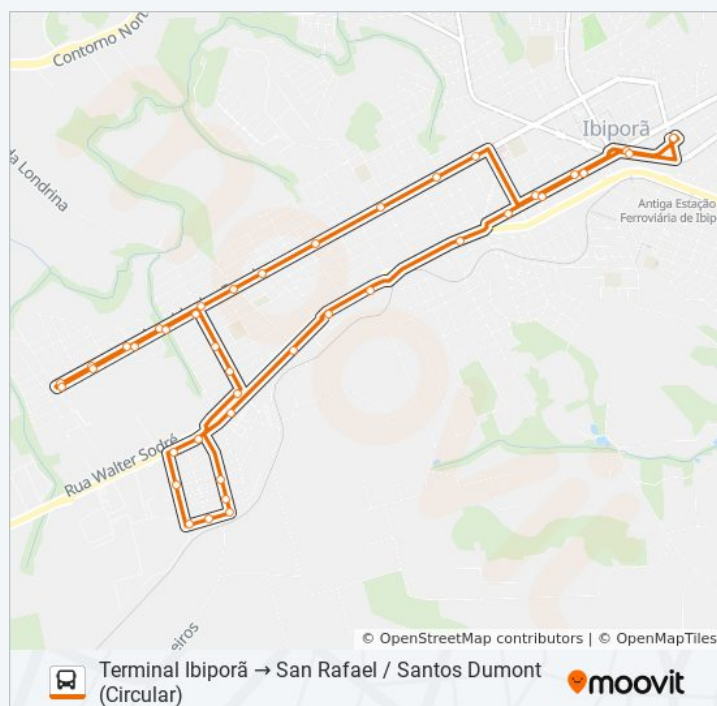 Contorno Nort
da Londrina
Ibiporã
Antiga Estação
Ferroviária de Ibip
Rua Walter Sodré
eiros
© OpenStreetMap contributors | © OpenMapTiles
Terminal Ibiporã → San Rafael / Santos Dumont
(Circular)
moovit